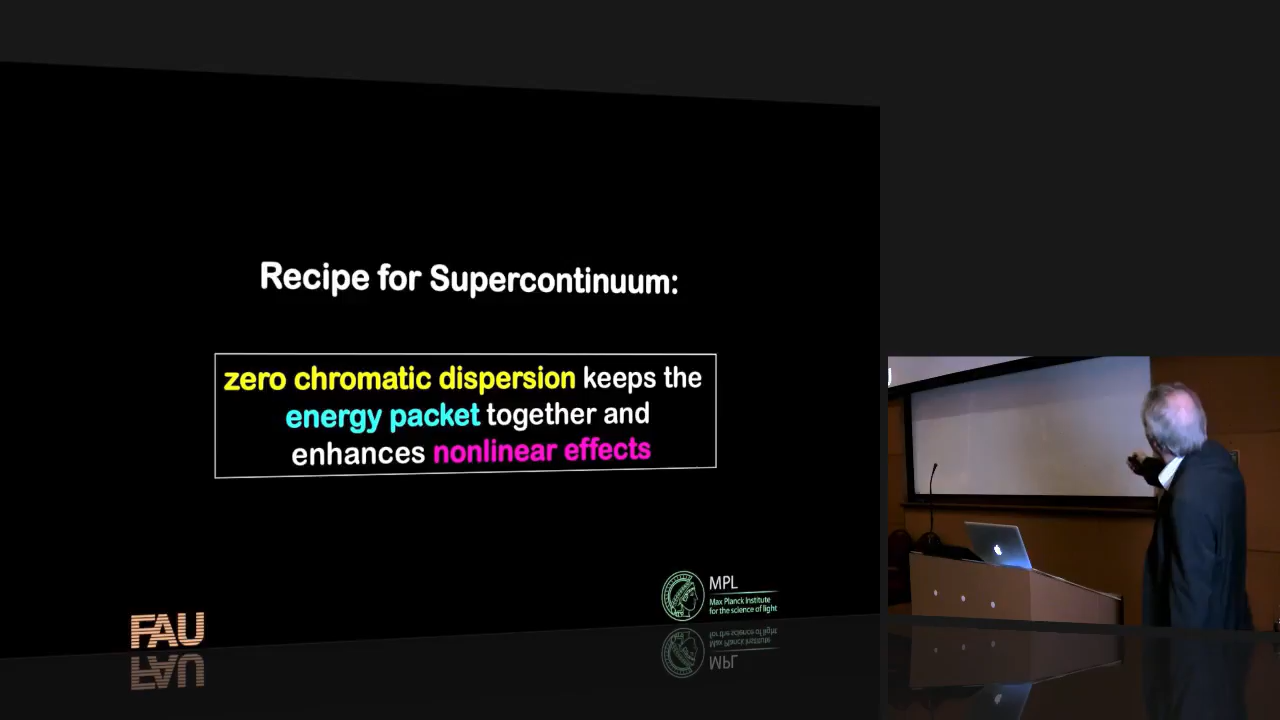 Recipe for Supercontinuum:
zero chromatic dispersion keeps the
energy packet together and
enhances nonlinear effects
FAU
MPL
Max Planck Institute
for the science of light